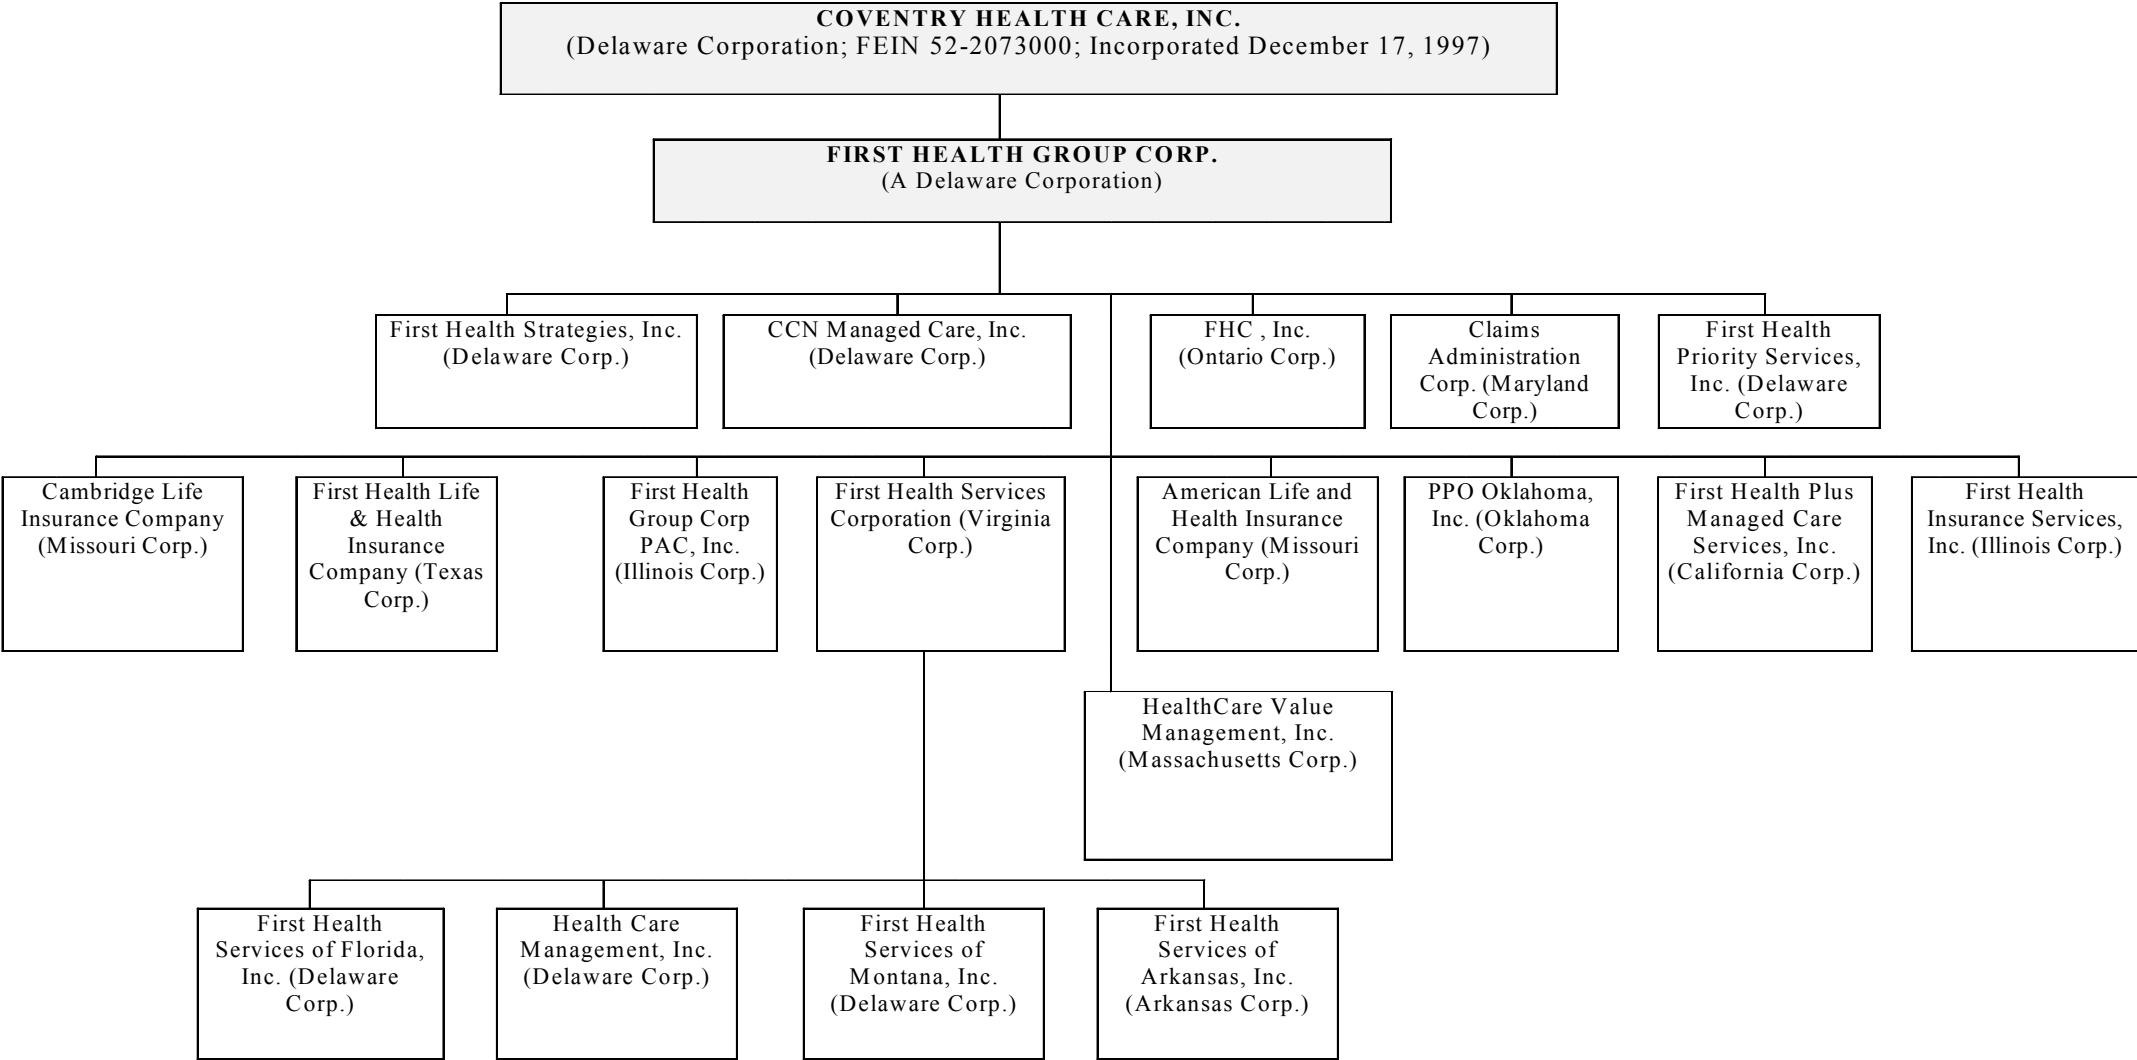 COVENTRY HEALTH CARE, INC.
(Delaware Corporation; FEIN 52-2073000; Incorporated December 17, 1997)
FIRST HEALTH GROUP CORP.
(A Delaware Corporation)
First Health Strategies, Inc.
(Delaware Corp.)
CCN Managed Care, Inc.
(Delaware Corp.)
FHC , Inc.
(Ontario Corp.)
Claims
Administration
Corp. (Maryland
Corp.)
First Health
Priority Services,
Inc. (Delaware
Corp.)
Cambridge Life
Insurance Company
(Missouri Corp.)
First Health Life
& Health
Insurance
Company (Texas
Corp.)
First Health
Group Corp
PAC, Inc.
(Illinois Corp.)
First Health Services
Corporation (Virginia
Corp.)
American Life and
Health Insurance
Company (Missouri
Corp.)
PPO Oklahoma,
Inc. (Oklahoma
Corp.)
First Health Plus
Managed Care
Services, Inc.
(California Corp.)
First Health
Insurance Services,
Inc. (Illinois Corp.)
HealthCare Value
Management, Inc.
(Massachusetts Corp.)
First Health
Services of Florida,
Inc. (Delaware
Corp.)
Health Care
Management, Inc.
(Delaware Corp.)
First Health
Services of
Montana, Inc.
(Delaware Corp.)
First Health
Services of
Arkansas, Inc.
(Arkansas Corp.)